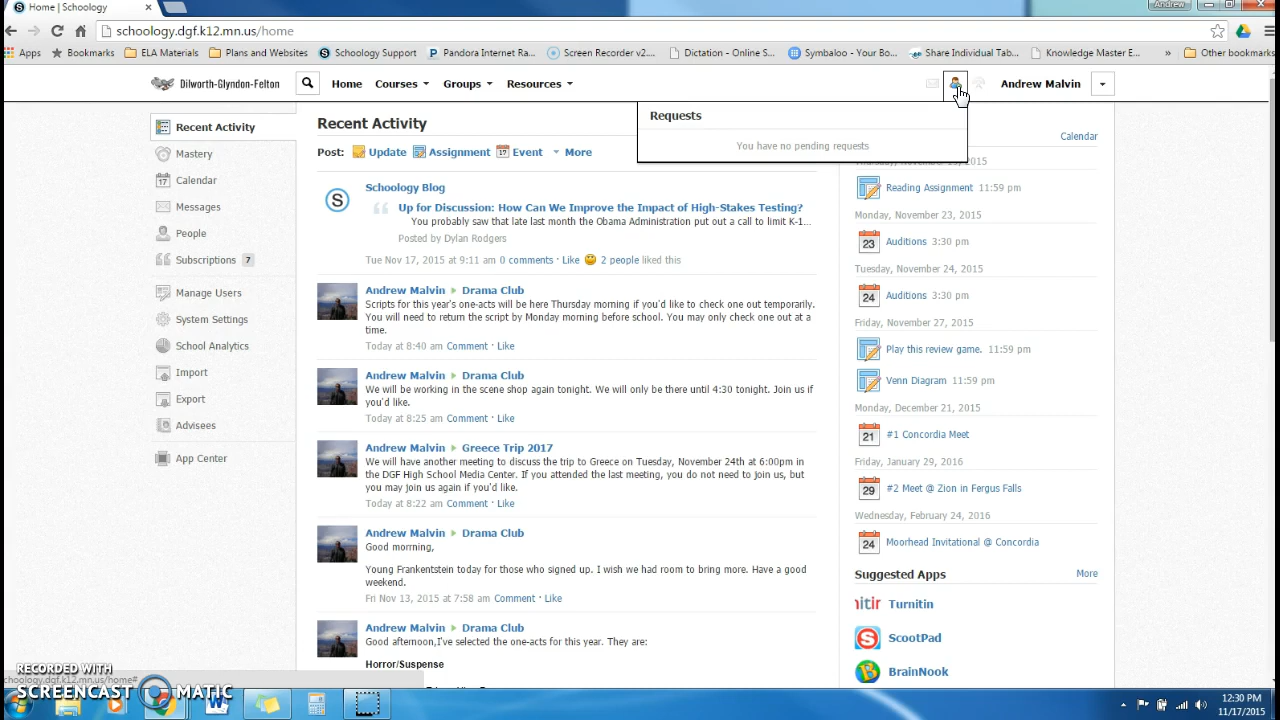 Home | Schoology
Andrew
schoology.dgf.k12.mn.us/home
Apps
Bookmarks
ELA Materials
Plans and Websites
Schoology Support
Pandora Internet Ra...
Screen Recorder v2....
Diction - Online S...
Symbaloo - Your Bo...
Share Individual Tab...
Knowledge Master E...
»
Other bookmarks
Dilworth-Glyndon-Felton
Home
Courses
Groups
Resources
Andrew Malvin
Requests
You have no pending requests
Recent Activity
Mastery
Calendar
Messages
People
Subscriptions 7
Manage Users
System Settings
School Analytics
Import
Export
Advisees
App Center
Recent Activity
Post: Update Assignment Event More
Schoology Blog
Up for Discussion: How Can We Improve the Impact of High-Stakes Testing?
You probably saw that late last month the Obama Administration put out a call to limit K-1...
Posted by Dylan Rodgers
Tue Nov 17, 2015 at 9:11 am 0 comments · Like 2 people liked this
Andrew Malvin Drama Club
Scripts for this year's one-acts will be here Thursday morning if you'd like to check one out temporarily.
You will need to return the script by Monday morning before school. You may only check one out at a
time.
Today at 8:40 am Comment · Like
Andrew Malvin Drama Club
We will be working in the scene shop again tonight. We will only be there until 4:30 tonight. Join us if
you'd like.
Today at 8:25 am Comment · Like
Andrew Malvin Greece Trip 2017
We will have another meeting to discuss the trip to Greece on Tuesday, November 24th at 6:00pm in
the DGF High School Media Center. If you attended the last meeting, you do not need to join us, but
you may join us again if you'd like.
Today at 8:22 am Comment · Like
Andrew Malvin Drama Club
Good morning,
Young Frankentstein today for those who signed up. I wish we had room to bring more. Have a good
weekend.
Fri Nov 13, 2015 at 7:58 am Comment · Like
Andrew Malvin Drama Club
Good afternoon,I've selected the one-acts for this year. They are:
Horror/Suspense
Calendar
Reading Assignment 11:59 pm
Monday, November 23, 2015
23 Auditions 3:30 pm
Tuesday, November 24, 2015
24 Auditions 3:30 pm
Friday, November 27, 2015
Play this review game. 11:59 pm
Venn Diagram 11:59 pm
Monday, December 21, 2015
21 #1 Concordia Meet
Friday, January 29, 2016
29 #2 Meet @ Zion in Fergus Falls
Wednesday, February 24, 2016
24 Moorhead Invitational @ Concordia
Suggested Apps More
Turnitin
ScootPad
BrainNook
choology.dgf.k12.mn.us/home#
RECORDED WITH
SCREENCAST MATIC
12:30 PM
11/17/2015